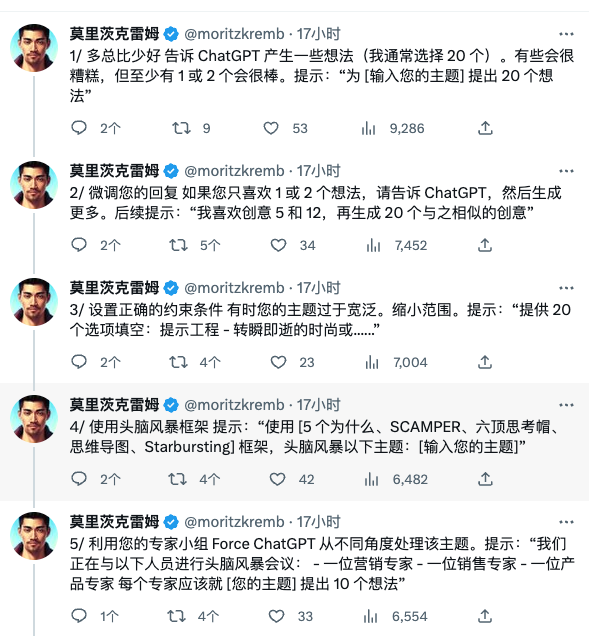 莫里茨克雷姆 @moritzkremb · 17小时
1/ 多总比少好 告诉 ChatGPT 产生一些想法（我通常选择 20 个）。有些会很
糟糕，但至少有 1 或 2 个会很棒。提示：“为 [输入您的主题] 提出 20 个想
法”
2个 9 53 9,286
莫里茨克雷姆 @moritzkremb · 17小时
2/ 微调您的回复 如果您只喜欢 1 或 2 个想法，请告诉 ChatGPT，然后生成
更多。后续提示：“我喜欢创意 5 和 12，再生成 20 个与之相似的创意”
2个 5个 34 7,452
莫里茨克雷姆 @moritzkremb · 17小时
3/ 设置正确的约束条件 有时您的主题过于宽泛。缩小范围。提示：“提供 20
个选项填空：提示工程 – 转瞬即逝的时尚或……”
2个 4个 23 7,004
莫里茨克雷姆 @moritzkremb · 17小时
4/ 使用头脑风暴框架 提示：“使用 [5 个为什么、SCAMPER、六顶思考帽、
思维导图、Starbursting] 框架，头脑风暴以下主题：[输入您的主题]”
2个 4个 42 6,482
莫里茨克雷姆 @moritzkremb · 17小时
5/ 利用您的专家小组 Force ChatGPT 从不同角度处理该主题。提示：“我们
正在与以下人员进行头脑风暴会议： – 一位营销专家 – 一位销售专家 – 一位产
品专家 每个专家应该就 [您的主题] 提出 10 个想法”
1个 4个 33 6,554